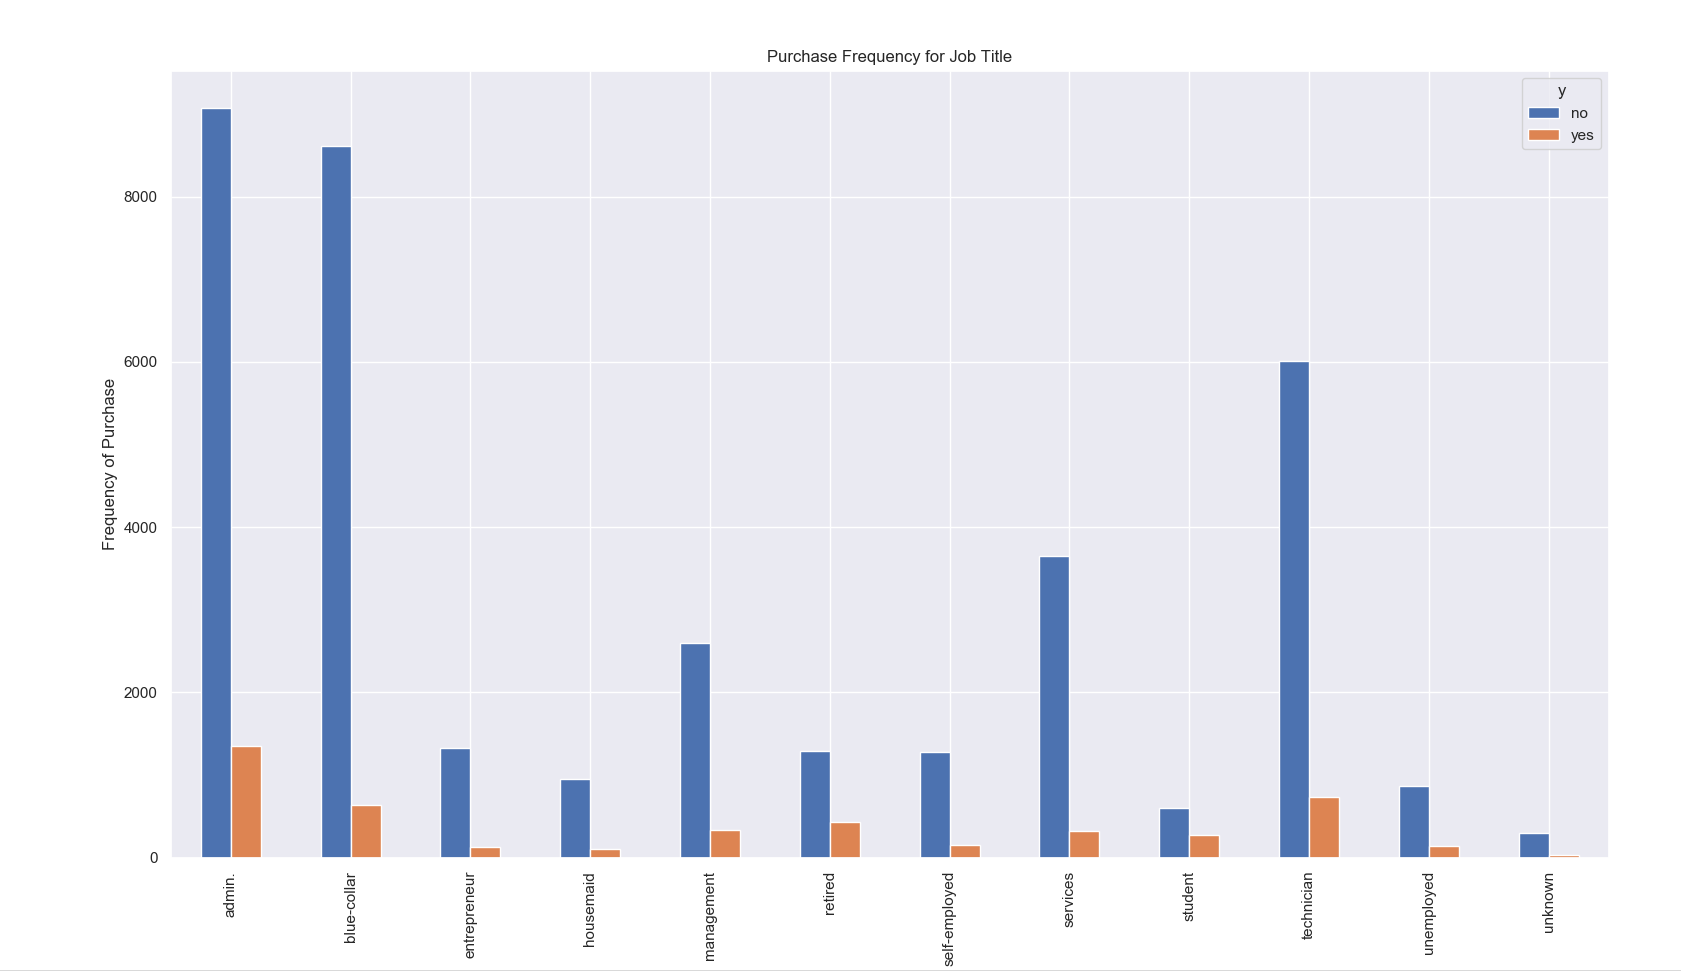 Purchase Frequency for Job Title
y
no
yes
8000
6000
4000
2000
0
Frequency of Purchase
admin.
blue-collar
entrepreneur
housemaid
management
retired
self-employed
services
student
technician
unemployed
unknown